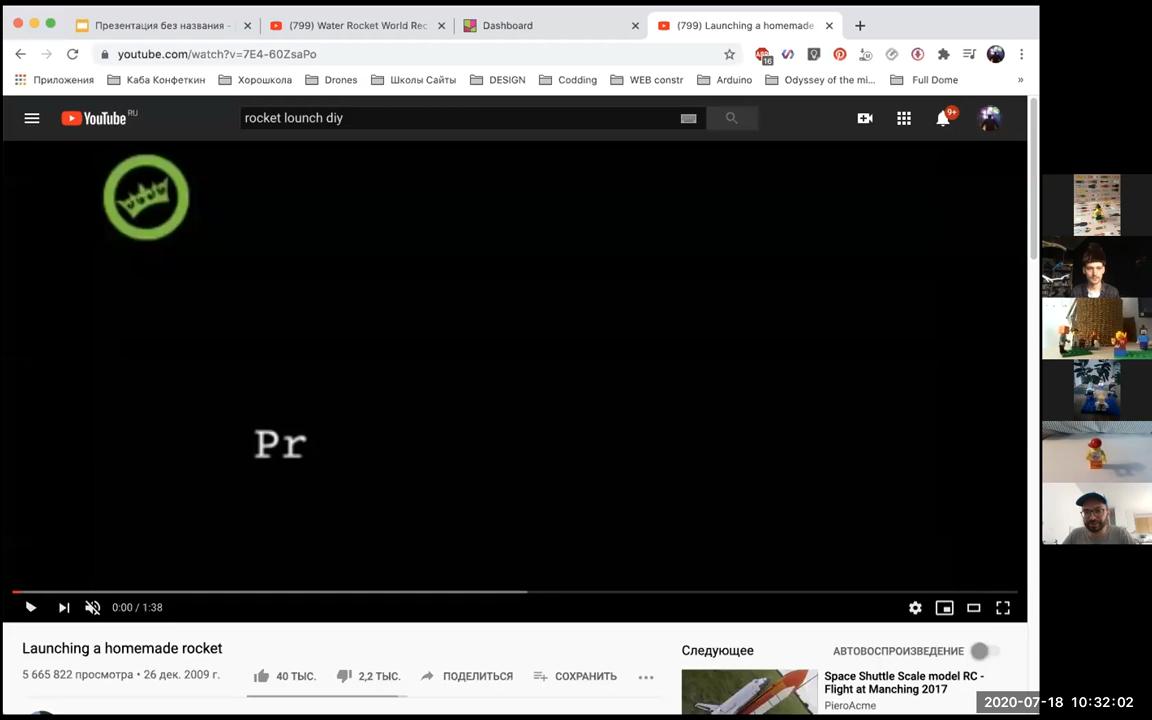 Презентация без названия -
(799) Water Rocket World Rec
Dashboard
(799) Launching a homemade
youtube.com/watch?v=7E4-60ZsaPo
16
Приложения
Каба Конфеткин
Хорошкола
Drones
Школы Сайты
DESIGN
Codding
WEB constr
Arduino
Odyssey of the mi...
Full Dome
»
YouTube RU
rocket lounch diy
9+
Pr
0:00 / 1:38
Launching a homemade rocket
5 665 822 просмотра • 26 дек. 2009 г.
40 ТЫС.
2,2 ТЫС.
ПОДЕЛИТЬСЯ
СОХРАНИТЬ
Следующее
АВТОВОСПРОИЗВЕДЕНИЕ
Space Shuttle Scale model RC -
Flight at Manching 2017
PieroAcme
2020-07-18 10:32:02